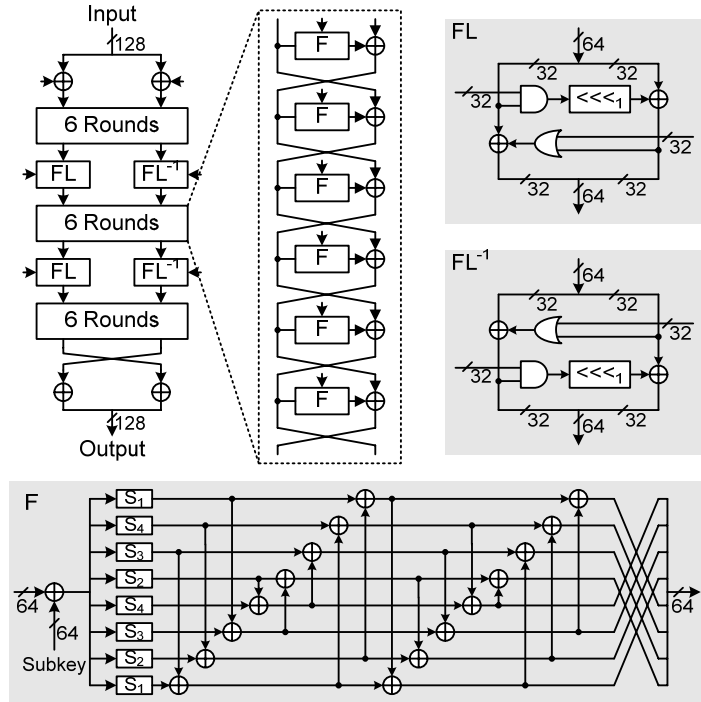 Input
128
6 Rounds
FL
FL-1
6 Rounds
FL
FL-1
6 Rounds
128
Output
F
F
F
F
F
F
FL
64
32
32
32
<<<1
32
32
32
64
FL-1
64
32
32
32
32
<<<1
32
32
64
F
S1
S4
S3
S2
S4
S3
S2
S1
64
64
Subkey
64